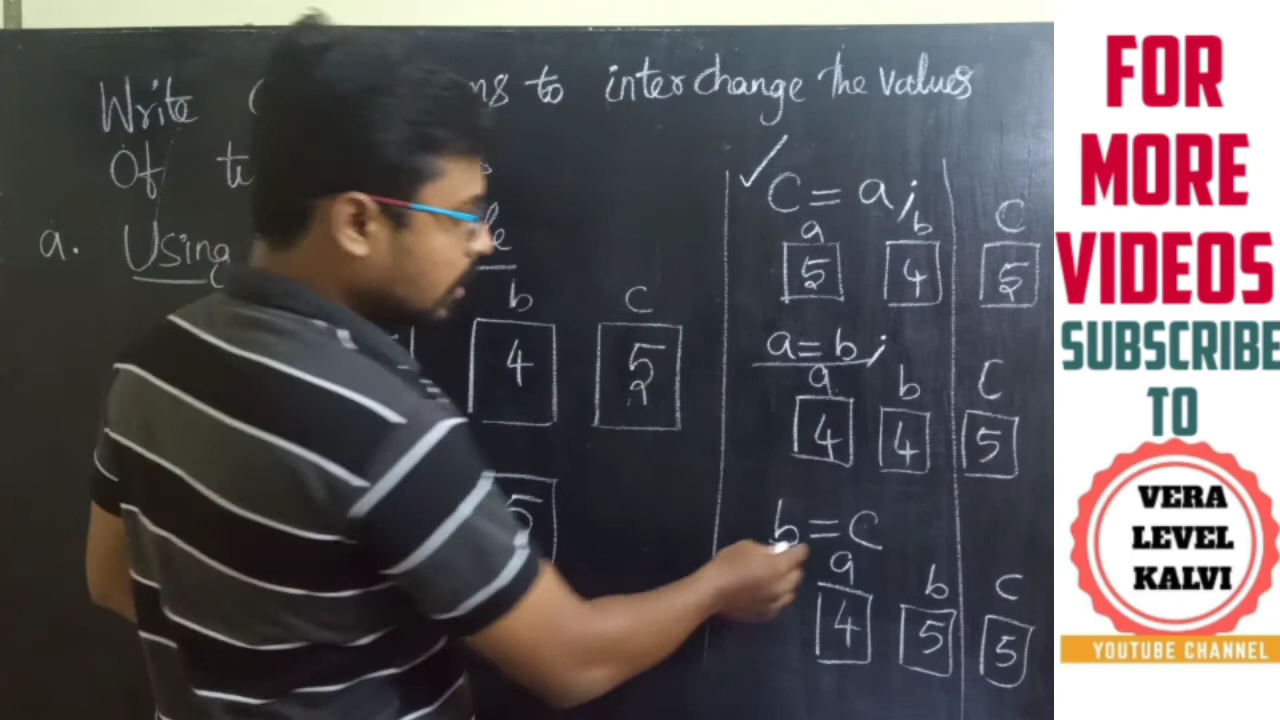 Write to interchange the values
Of
a. Using
b c
4 5
5
C = a;
a b c
5 4 5
a = b;
a b c
4 4 5
b = c
a b c
4 5 5
FOR
MORE
VIDEOS
SUBSCRIBE
TO
VERA
LEVEL
KALVI
YOUTUBE CHANNEL